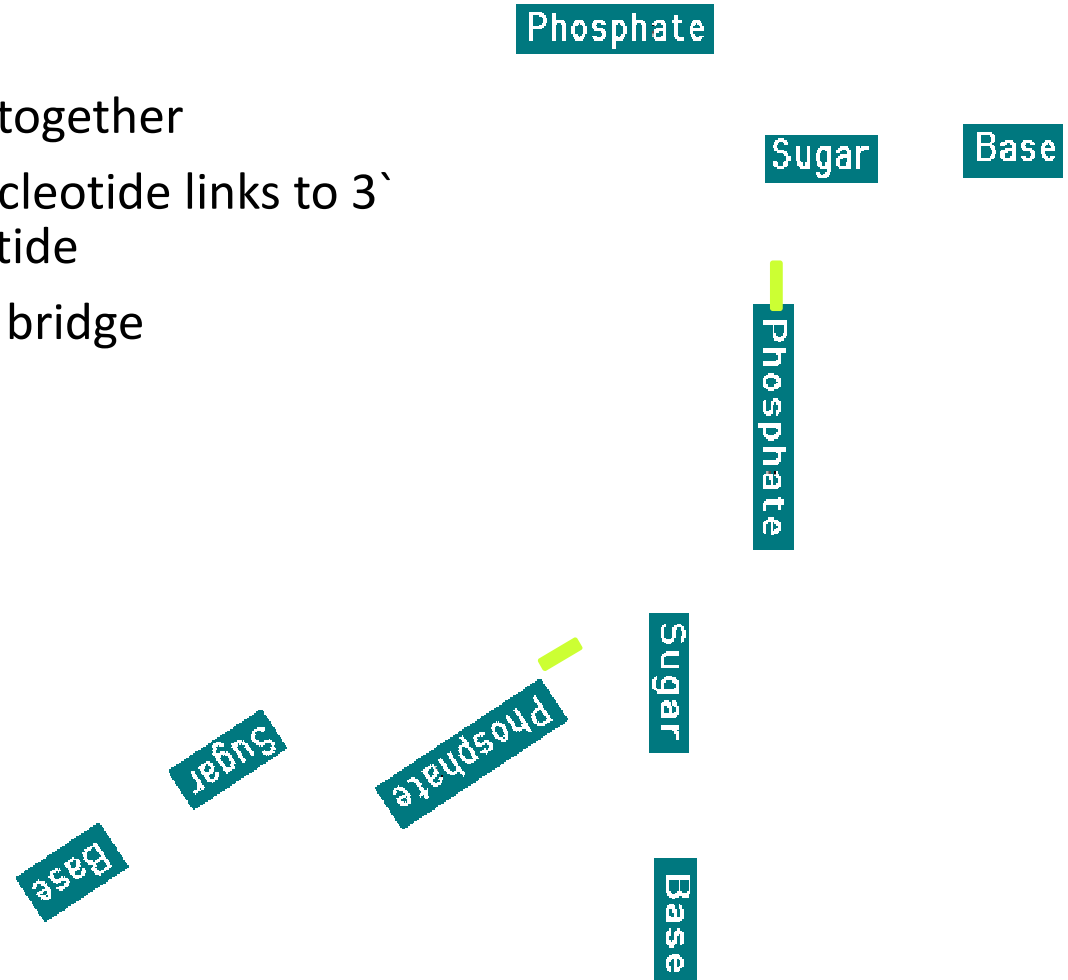 Phosphate
together
Sugar
Base
cleotide links to 3`
tide
bridge
Phosphate
Sugar
Phosphate
Sugar
Base
Base